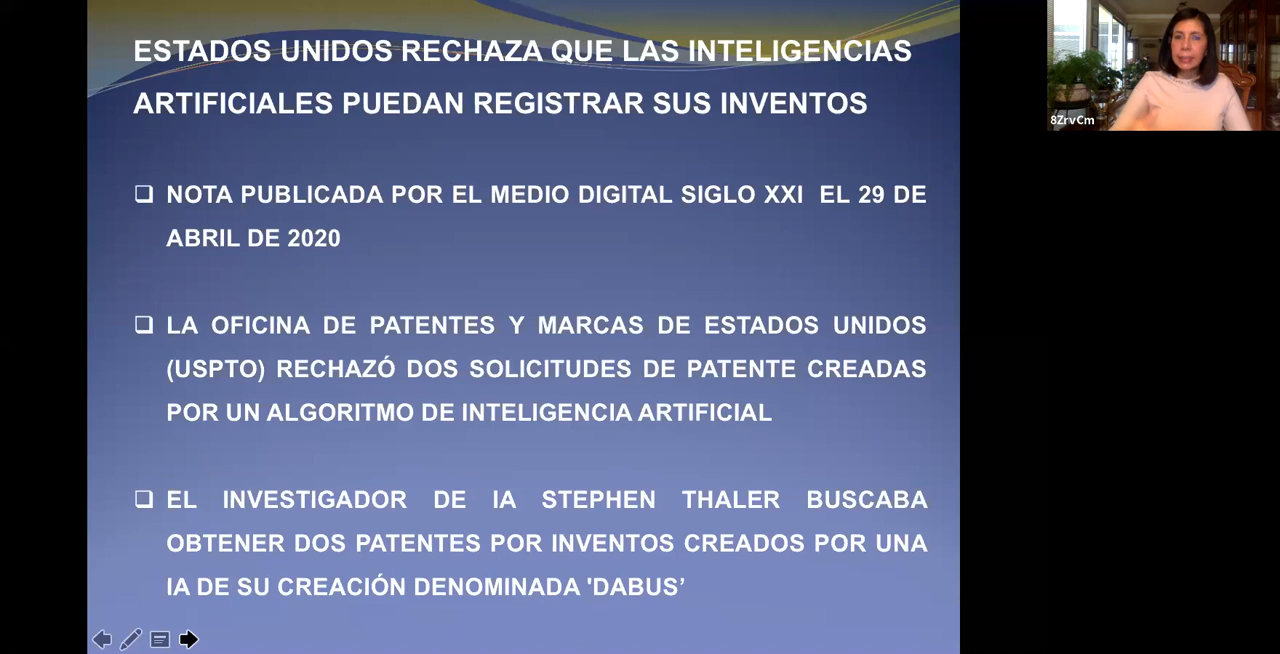 ESTADOS UNIDOS RECHAZA QUE LAS INTELIGENCIAS
ARTIFICIALES PUEDAN REGISTRAR SUS INVENTOS
❑ NOTA PUBLICADA POR EL MEDIO DIGITAL SIGLO XXI EL 29 DE
ABRIL DE 2020
❑ LA OFICINA DE PATENTES Y MARCAS DE ESTADOS UNIDOS
(USPTO) RECHAZÓ DOS SOLICITUDES DE PATENTE CREADAS
POR UN ALGORITMO DE INTELIGENCIA ARTIFICIAL
❑ EL INVESTIGADOR DE IA STEPHEN THALER BUSCABA
OBTENER DOS PATENTES POR INVENTOS CREADOS POR UNA
IA DE SU CREACIÓN DENOMINADA 'DABUS’
8ZrvCm